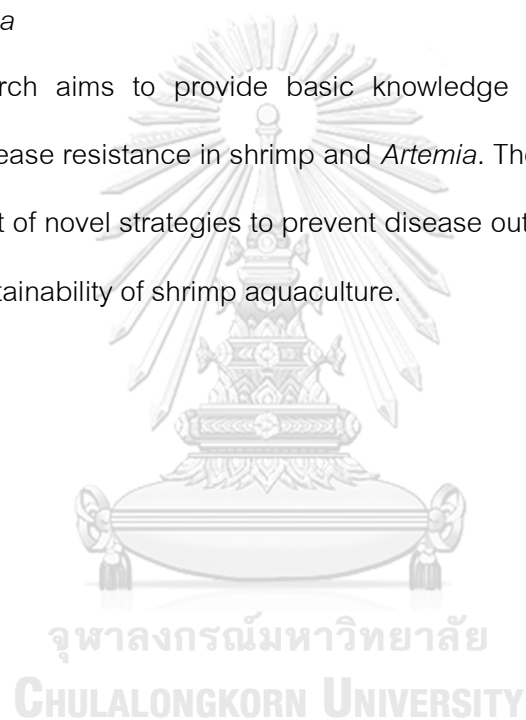 a
rch aims to provide basic knowledge
ease resistance in shrimp and Artemia. The
t of novel strategies to prevent disease out
tainability of shrimp aquaculture.
จุฬาลงกรณ์มหาวิทยาลัย
CHULALONGKORN UNIVERSITY